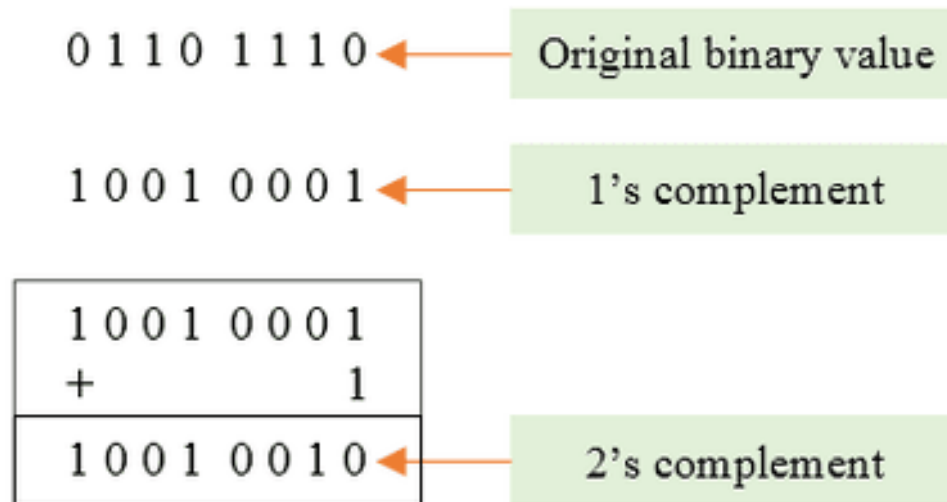 0 1 1 0 1 1 1 0 Original binary value
1 0 0 1 0 0 0 1 1's complement
1 0 0 1 0 0 0 1
+ 1
1 0 0 1 0 0 1 0 2's complement